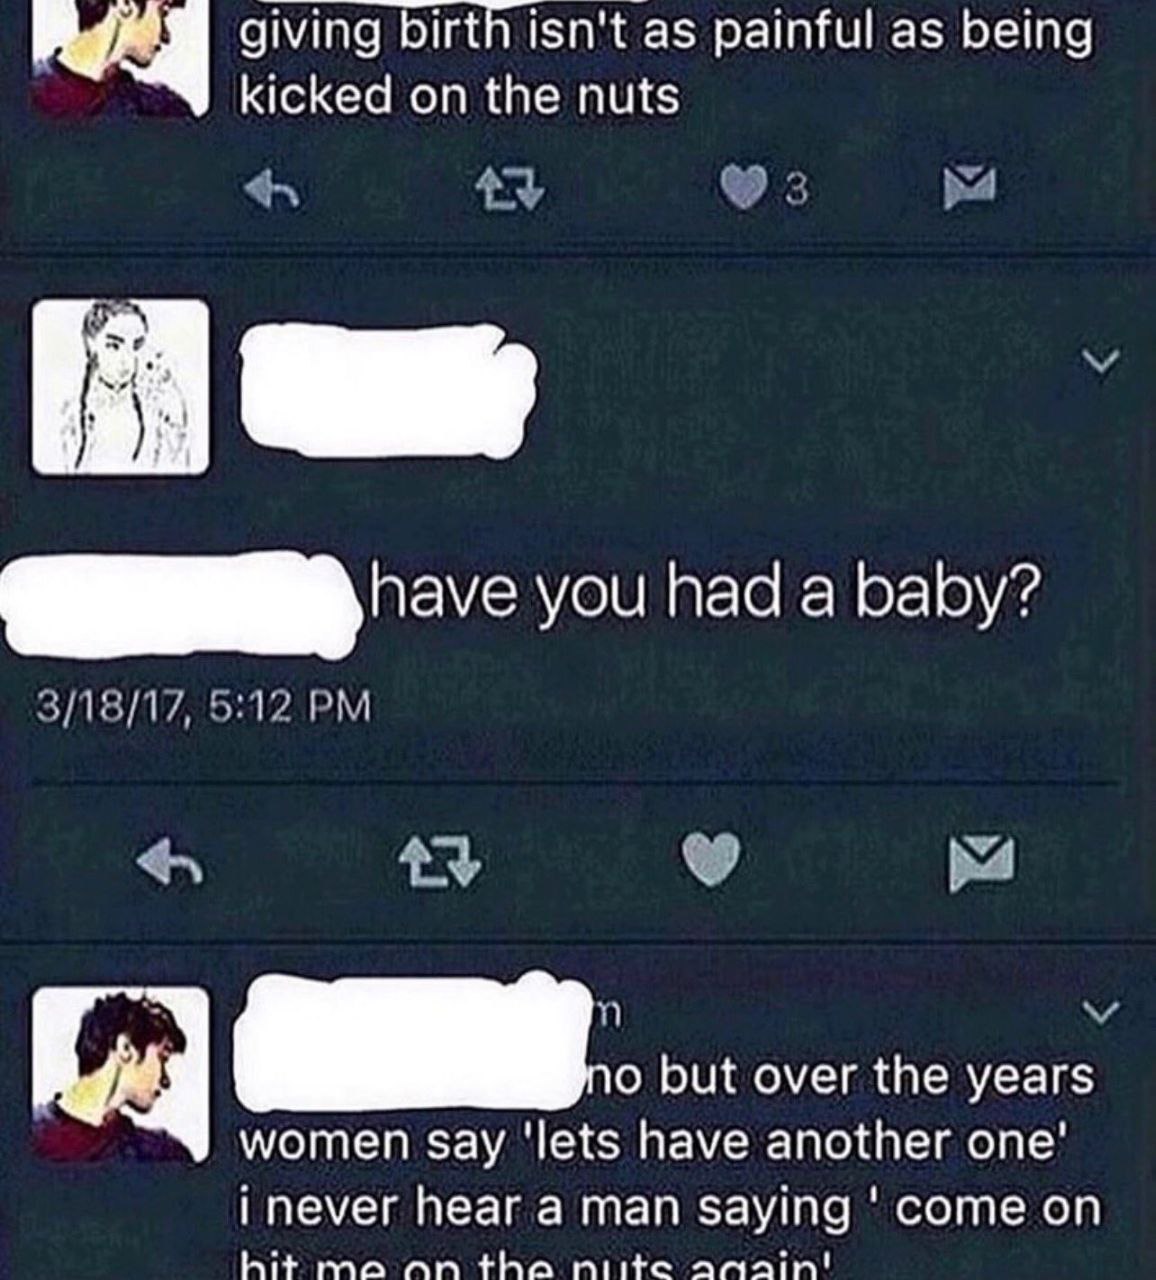 giving birth isn't as painful as being
kicked on the nuts
3
have you had a baby?
3/18/17, 5:12 PM
n
no but over the years
women say 'lets have another one'
i never hear a man saying ' come on
hit me on the nuts again'